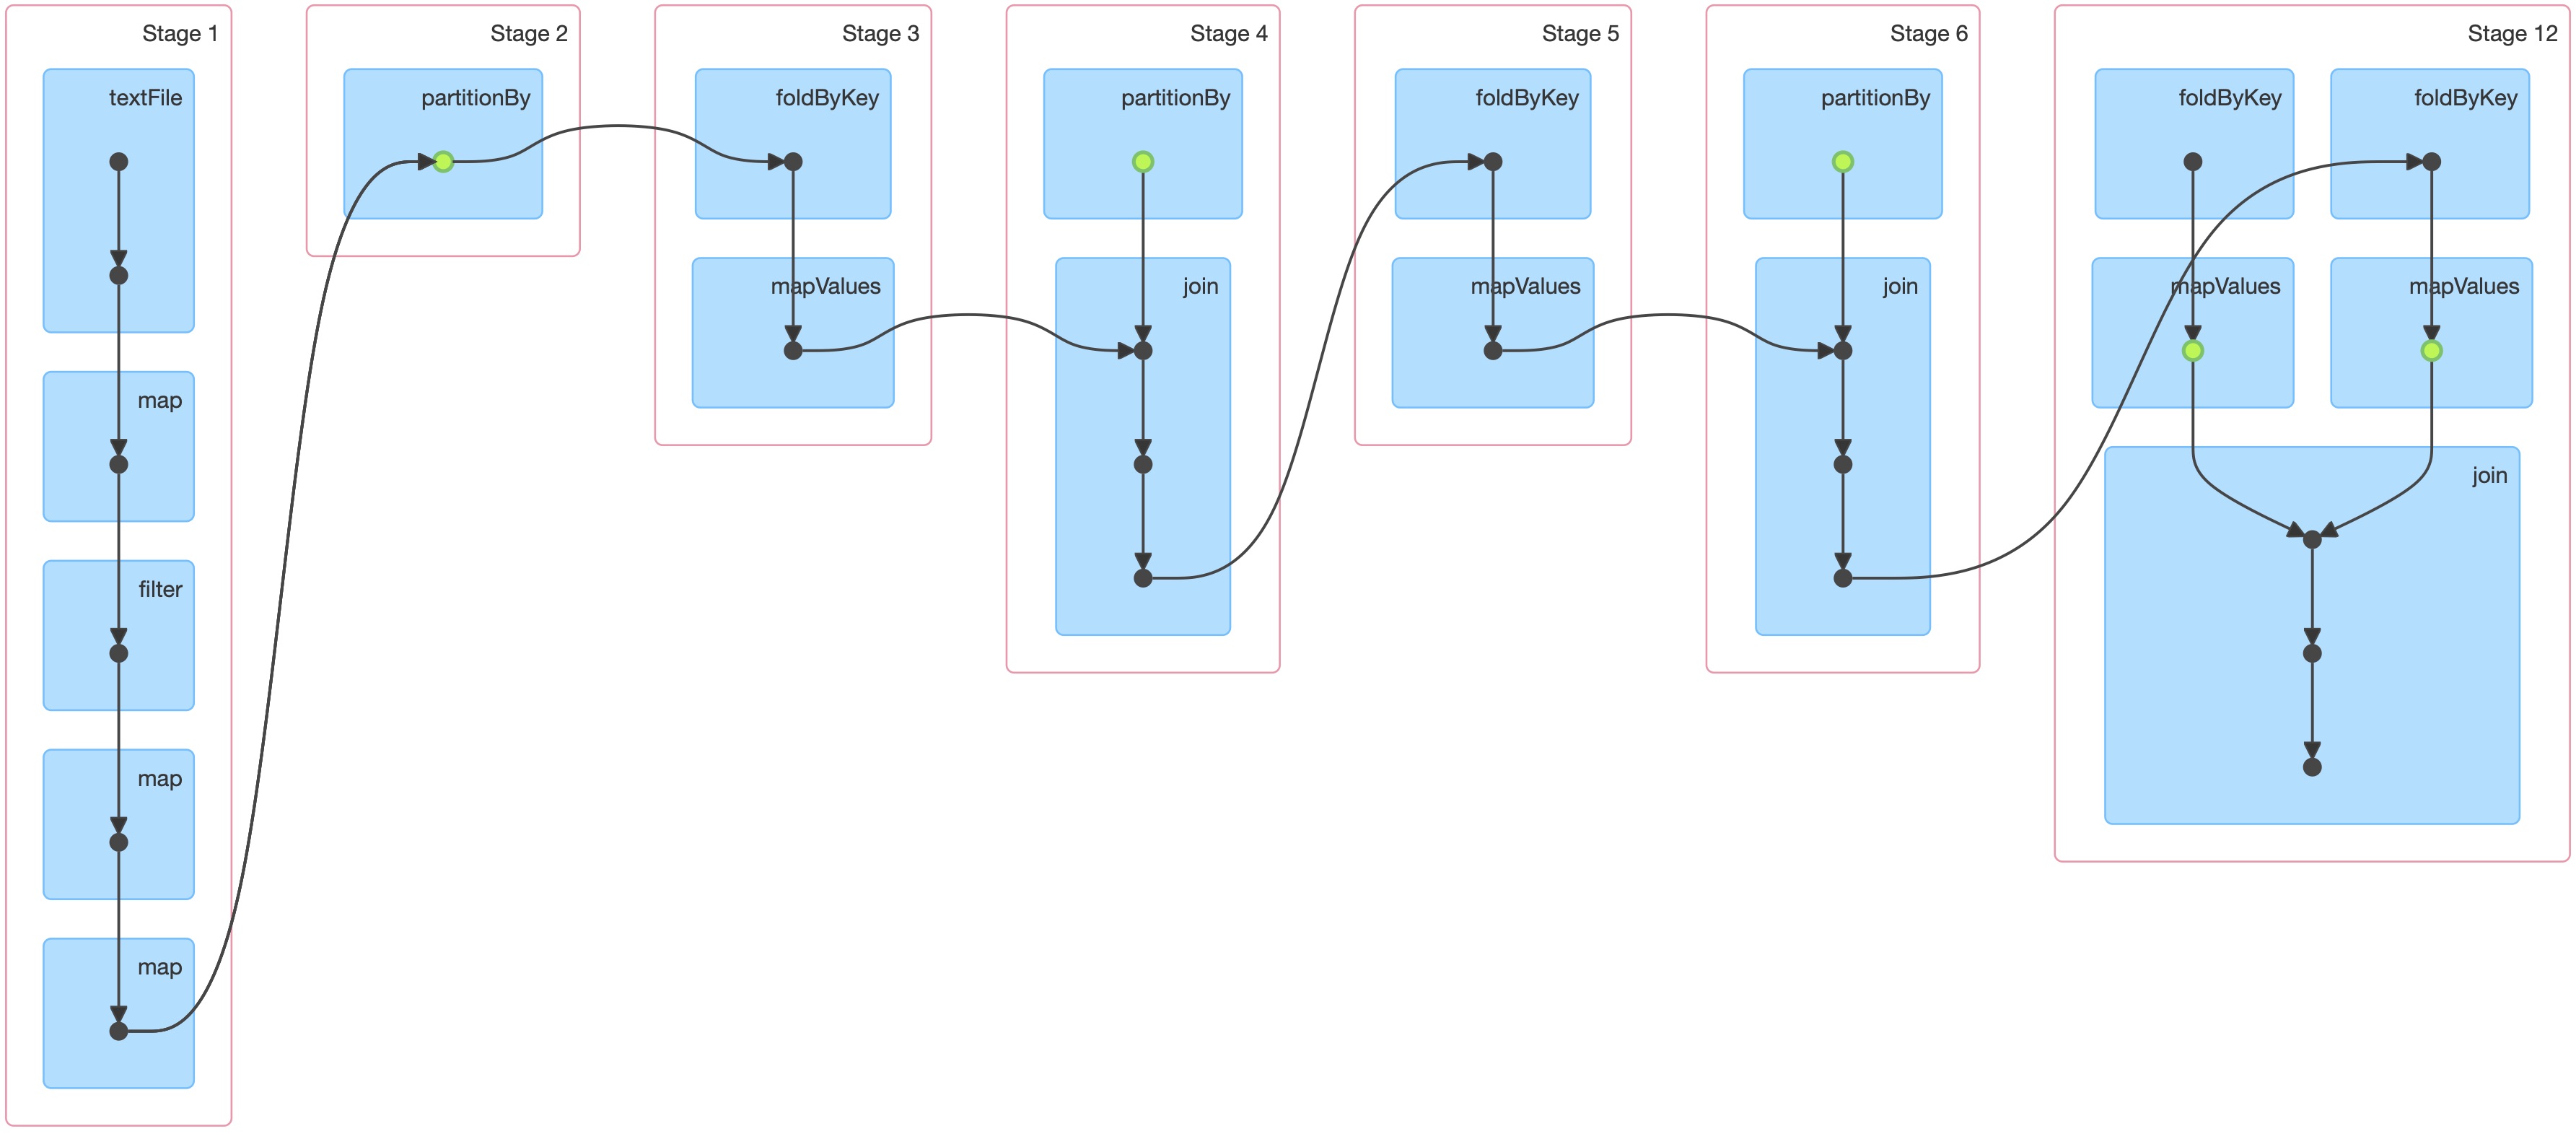 Stage 1
textFile
map
filter
map
map
Stage 2
partitionBy
Stage 3
foldByKey
mapValues
Stage 4
partitionBy
join
Stage 5
foldByKey
mapValues
Stage 6
partitionBy
join
Stage 12
foldByKey
foldByKey
mapValues
mapValues
join